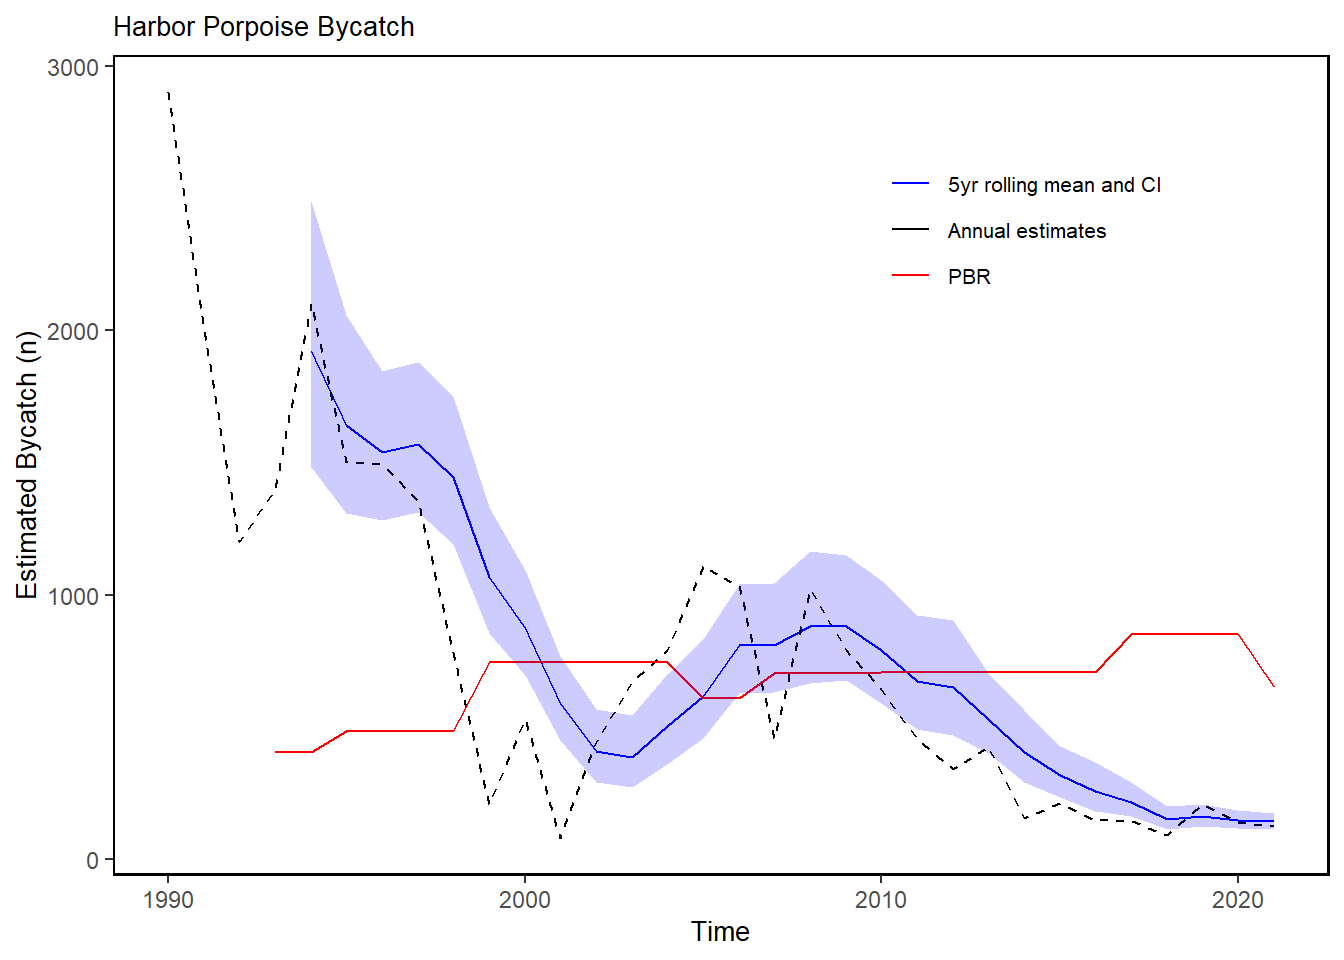 Harbor Porpoise Bycatch
3000
2000
1000
0
Estimated Bycatch (n)
5yr rolling mean and CI
Annual estimates
PBR
1990
2000
2010
2020
Time